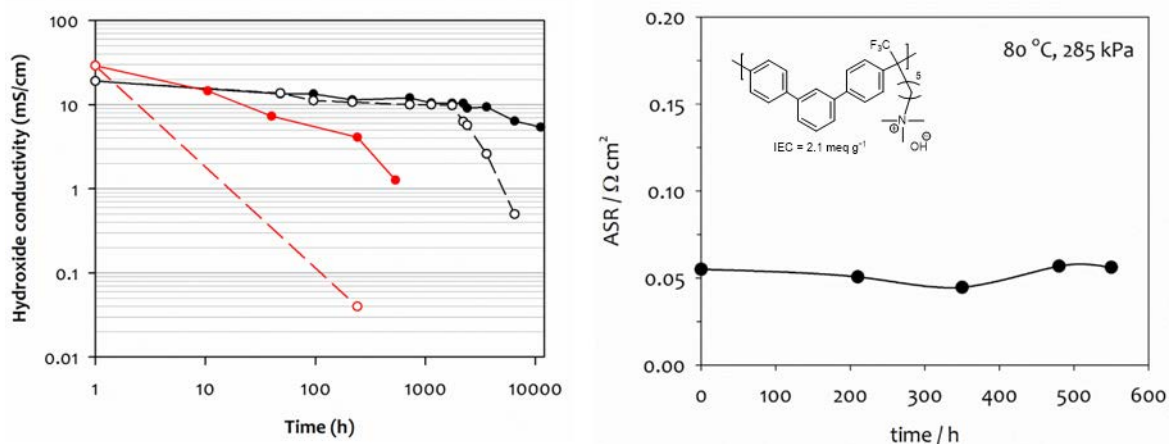 100
10
1
0.1
0.01
Hydroxide conductivity (mS/cm)
1
10
100
1000
10000
Time (h)
0.20
0.15
0.10
0.05
0.00
ASR / Ω cm²
0
100
200
300
400
500
600
time / h
80 °C, 285 kPa
F₃C
5
N
⊕
⊖
OH
IEC = 2.1 meq g⁻¹